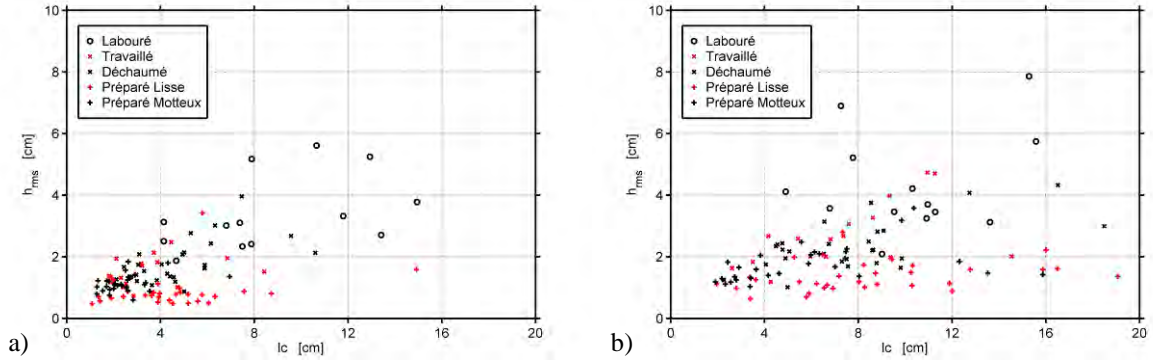 10
8
6
4
2
0
h_rms [cm]
Labouré
Travaillé
Déchaumé
Préparé Lisse
Préparé Motteux
0 4 8 12 16 20
lc [cm]
a)
10
8
6
4
2
0
h_rms [cm]
Labouré
Travaillé
Déchaumé
Préparé Lisse
Préparé Motteux
0 4 8 12 16 20
lc [cm]
b)